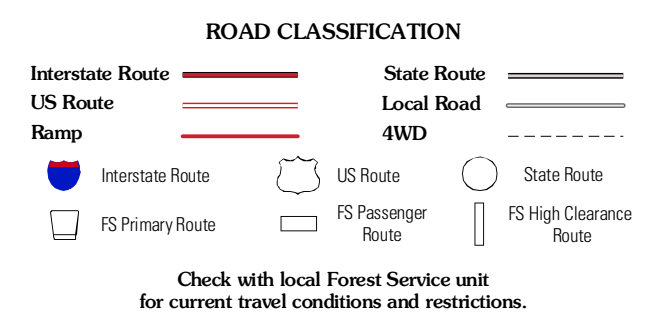 ROAD CLASSIFICATION
Interstate Route State Route
US Route Local Road
Ramp 4WD
Interstate Route US Route State Route
FS Primary Route
FS Passenger
Route
FS High Clearance
Route
Check with local Forest Service unit
for current travel conditions and restrictions.